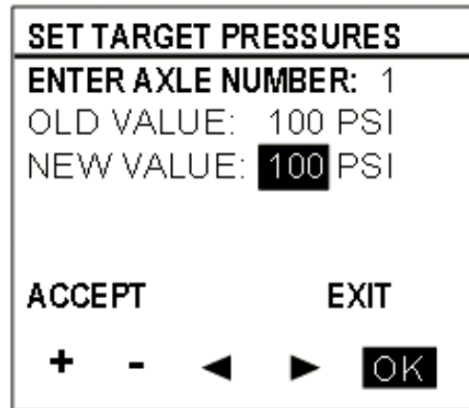 SET TARGET PRESSURES
ENTER AXLE NUMBER: 1
OLD VALUE: 100 PSI
NEW VALUE: 100 PSI
ACCEPT EXIT
+ - ◄ ► OK